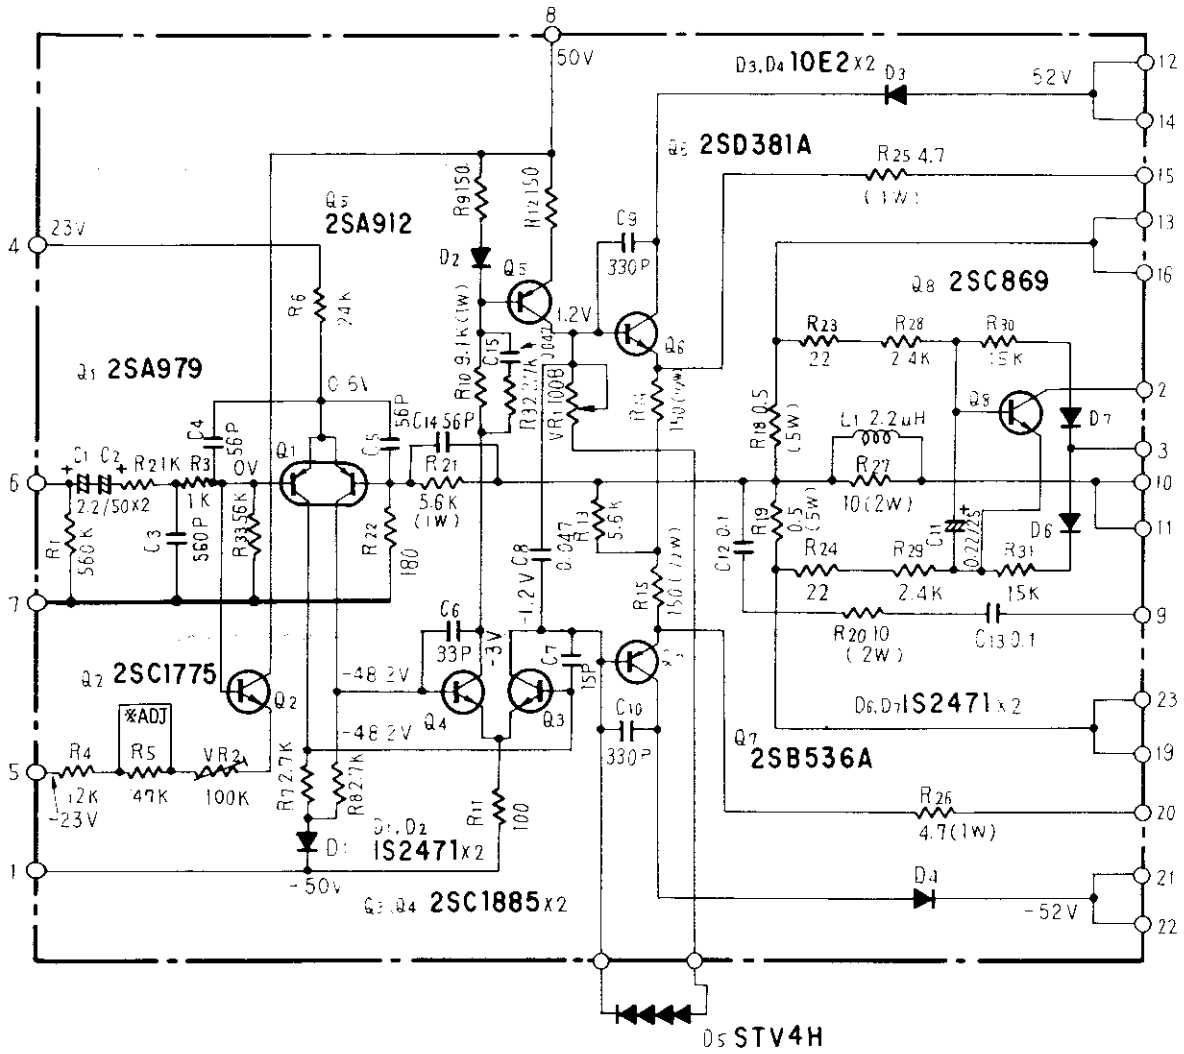 8
50V
D3, D4 10E2 x2
D3
52V
12
14
2SD381A
R25 4.7
15
(1W)
13
16
2SA912
R9 150
R12 150
C9
330P
4
23V
D2
Q5
1.2V
Q6
Q8 2SC869
R6
24K
R23
22
R28
2.4K
R30
15K
Q1 2SA979
R10 9.1K (1W)
C15
0.047
VR1 100B
150 (1/2W)
0.6V
2
Q8
D7
C4
56P
C5
56P
C14 56P
R18 0.5
(5W)
L1 2.2uH
3
6
+ C1 C2 +
2.2/50x2
R2 1K
R3
1K
0V
Q1
R21
5.6K
(1W)
R27
10 (2W)
10
11
R1
560K
C3
560P
R33 56K
R22
180
C8
0.047
R13
5.6K
C12 0.1
R19
0.5
(5W)
C11
+
0.22/25
D6
R24
22
R29
2.4K
R31
15K
7
-1.2V
R15
150 (1/2W)
R20 10
(2W)
C13 0.1
9
C6
33P
-3V
C7
15P
Q2 2SC1775
Q2
-48.2V
Q4
Q3
C10
330P
D6, D7 1S2471 x2
23
19
※ADJ
-48.2V
Q7
2SB536A
5
R4
12K
-23V
R5
47K
VR2
100K
R7 2.7K
R8 2.7K
R11
100
R26
4.7 (1W)
20
D1
D1, D2
1S2471 x2
1
-50V
Q3, Q4 2SC1885 x2
D4
-52V
21
22
D5 STV4H